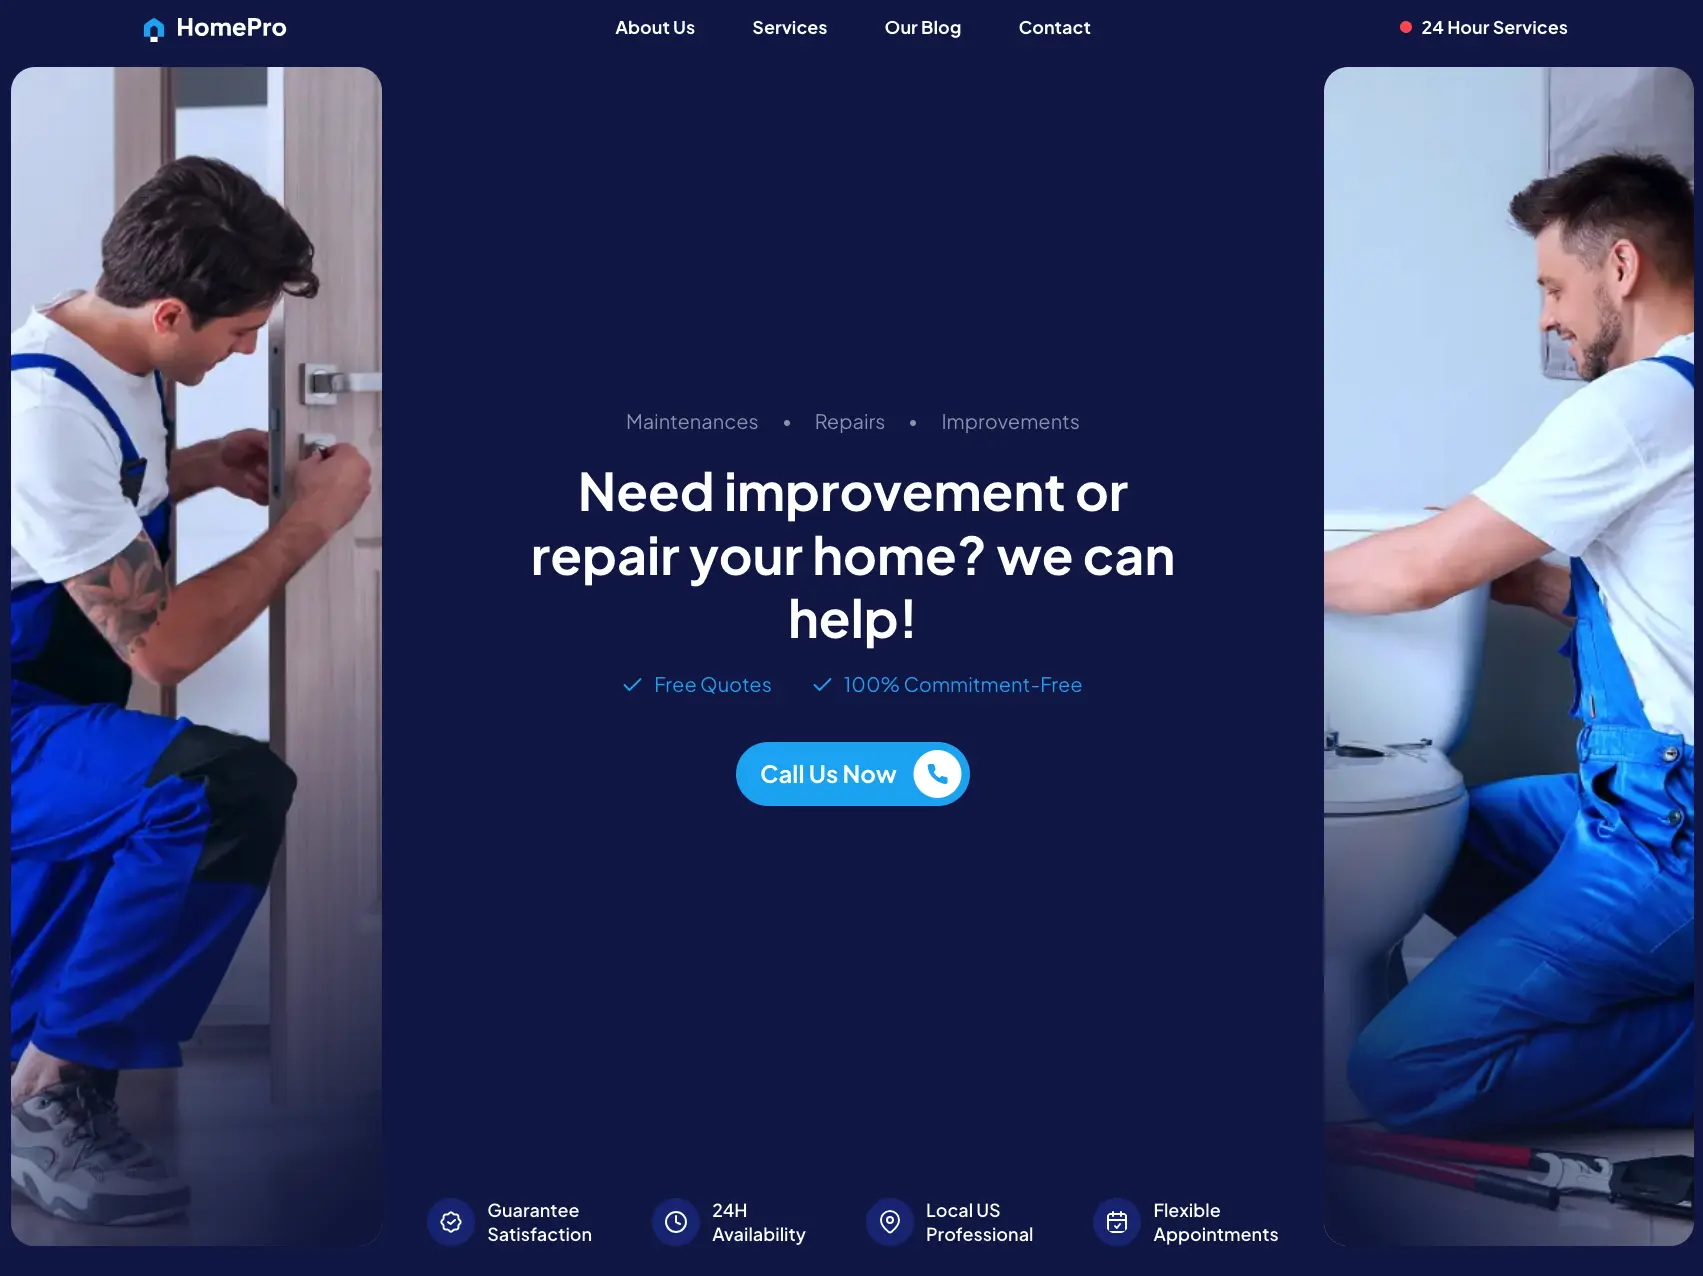 HomePro
About Us
Services
Our Blog
Contact
24 Hour Services
Maintenances • Repairs • Improvements
Need improvement or
repair your home? we can
help!
Free Quotes
100% Commitment-Free
Call Us Now
Guarantee
Satisfaction
24H
Availability
Local US
Professional
Flexible
Appointments